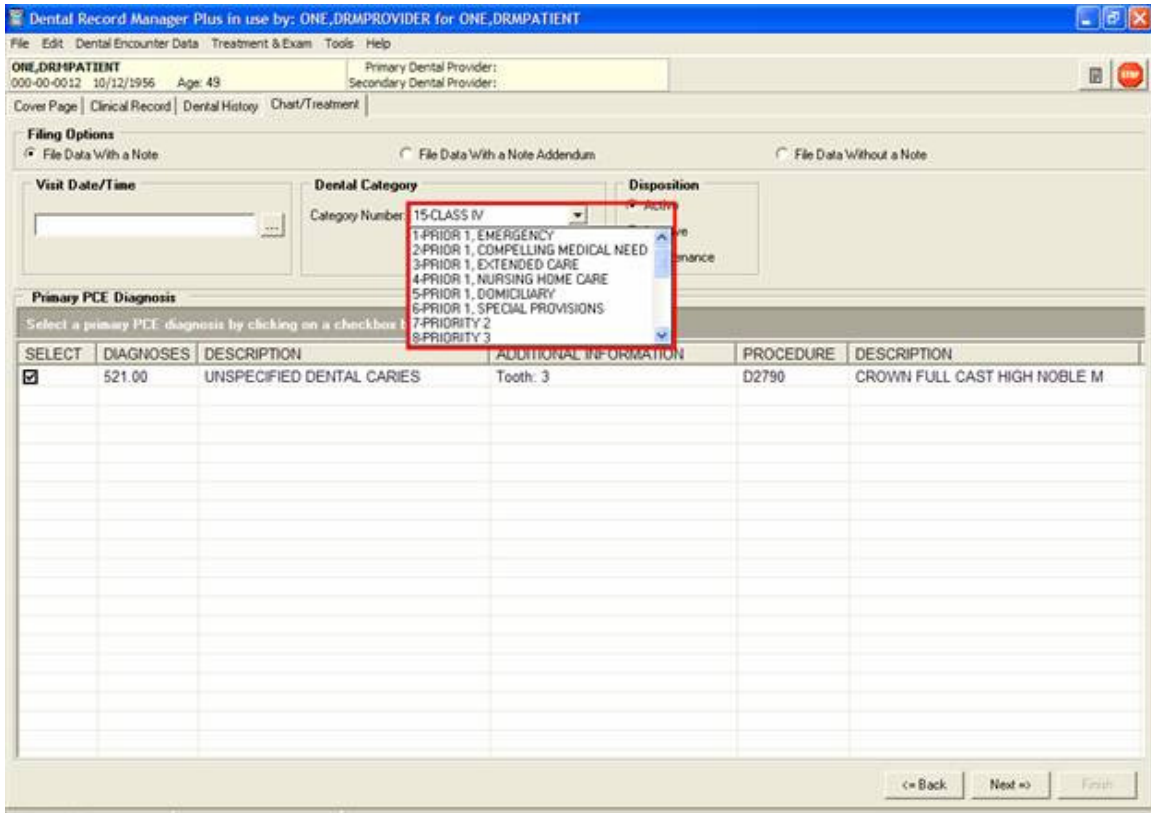 Dental Record Manager Plus in use by: ONE,DRMPROVIDER for ONE,DRMPATIENT
File Edit Dental Encounter Data Treatment & Exam Tools Help
ONE,DRMPATIENT Primary Dental Provider:
000-00-0012 10/12/1956 Age: 49 Secondary Dental Provider:
STOP
Cover Page Clinical Record Dental History Chart/Treatment
Filing Options
File Data With a Note File Data With a Note Addendum File Data Without a Note
Visit Date/Time Dental Category Disposition
Category Number: 15-CLASS IV Active
...
1-PRIOR 1, EMERGENCY
2-PRIOR 1, COMPELLING MEDICAL NEED
3-PRIOR 1, EXTENDED CARE
4-PRIOR 1, NURSING HOME CARE
5-PRIOR 1, DOMICILIARY
6-PRIOR 1, SPECIAL PROVISIONS
7-PRIORITY 2
8-PRIORITY 3
Primary PCE Diagnosis
Select a primary PCE diagnosis by clicking on a checkbox
SELECT DIAGNOSES DESCRIPTION ADDITIONAL INFORMATION PROCEDURE DESCRIPTION
521.00 UNSPECIFIED DENTAL CARIES Tooth: 3 D2790 CROWN FULL CAST HIGH NOBLE M
<= Back Next => Finish